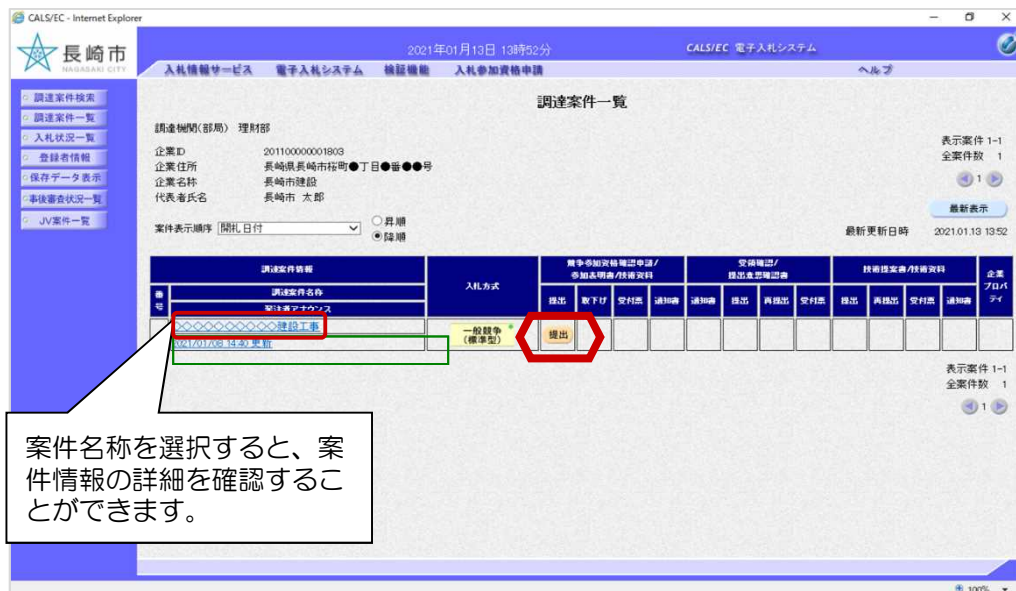 CALS/EC - Internet Explorer
長崎市
NAGASAKI CITY
2021年01月13日 13時52分
CALS/EC 電子入札システム
入札情報サービス 電子入札システム 検証機能 入札参加資格申請 ヘルプ
調達案件検索
調達案件一覧
入札状況一覧
登録者情報
保存データ表示
事後審査状況一覧
JV案件一覧
調達案件一覧
調達機関(部局) 理財部
企業ID 201100000001803
企業住所 長崎県長崎市桜町●丁目●番●●号
企業名称 長崎市建設
代表者氏名 長崎市 太郎
表示案件 1-1
全案件数 1
1
最新表示
案件表示順序 開札日付
昇順
降順
最新更新日時 2021.01.13 13:52
調達案件情報 入札方式 競争参加資格確認申請/参加表明書/技術資料 受領確認/提出意思確認書 技術提案書/技術資料 企業プロパティ
番号 調達案件名称
発注者アナウンス
提出 取下げ 受付票 通知書 通知書 提出 再提出 受付票 提出 再提出 受付票 通知書
◇◇◇◇◇◇◇◇◇◇建設工事
2021/01/08 14:40 更新
一般競争
(標準型)
提出
表示案件 1-1
全案件数 1
1
案件名称を選択すると、案
件情報の詳細を確認するこ
とができます。
100%